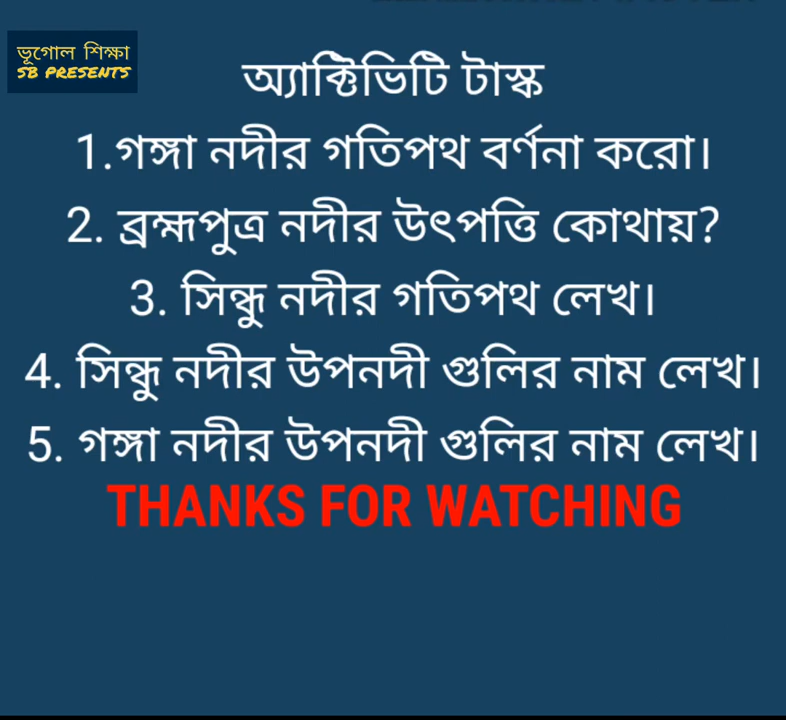 ভূগোল শিক্ষা
SB PRESENTS
অ্যাক্টিভিটি টাস্ক
1.গঙ্গা নদীর গতিপথ বর্ণনা করো।
2. ব্রহ্মপুত্র নদীর উৎপত্তি কোথায়?
3. সিন্ধু নদীর গতিপথ লেখ।
4. সিন্ধু নদীর উপনদী গুলির নাম লেখ।
5. গঙ্গা নদীর উপনদী গুলির নাম লেখ।
THANKS FOR WATCHING